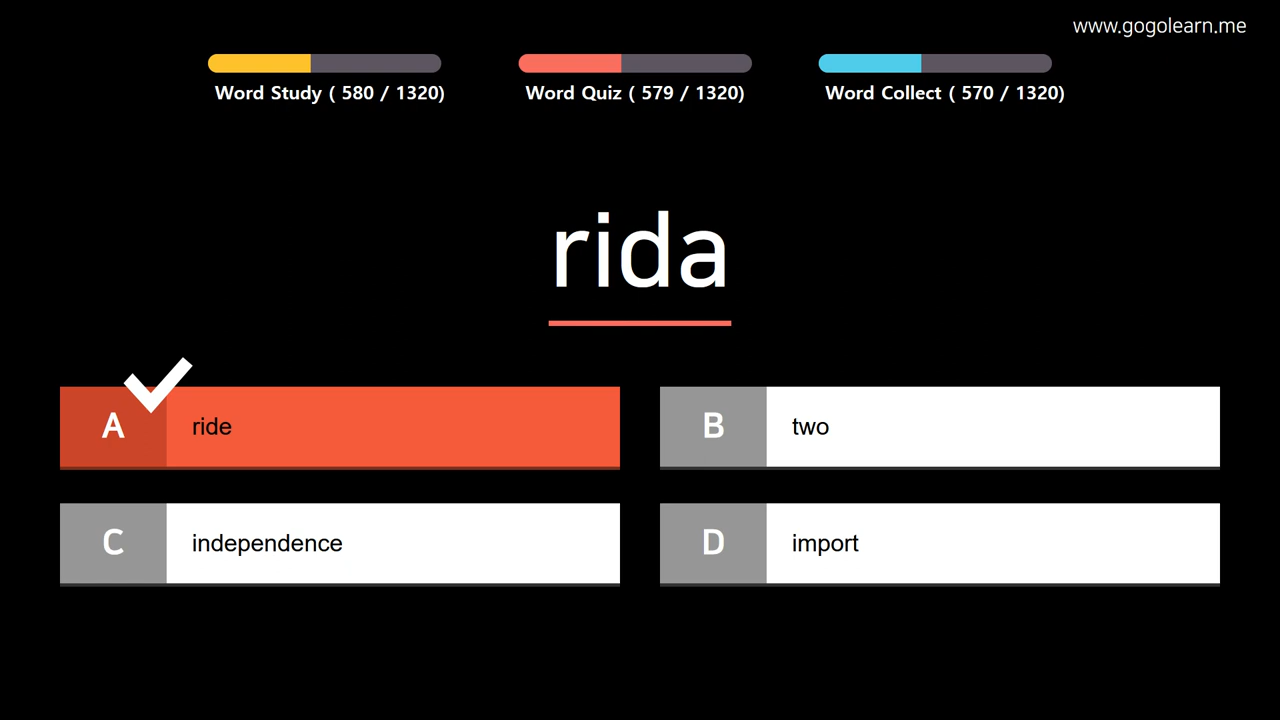 www.gogolearn.me
Word Study ( 580 / 1320)
Word Quiz ( 579 / 1320)
Word Collect ( 570 / 1320)
rida
A ride
B two
C independence
D import